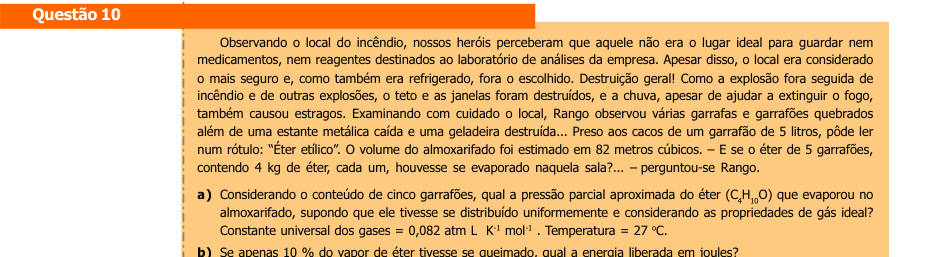 Questão 10
Observando o local do incêndio, nossos heróis perceberam que aquele não era o lugar ideal para guardar nem
medicamentos, nem reagentes destinados ao laboratório de análises da empresa. Apesar disso, o local era considerado
o mais seguro e, como também era refrigerado, fora o escolhido. Destruição geral! Como a explosão fora seguida de
incêndio e de outras explosões, o teto e as janelas foram destruídos, e a chuva, apesar de ajudar a extinguir o fogo,
também causou estragos. Examinando com cuidado o local, Rango observou várias garrafas e garrafões quebrados
além de uma estante metálica caída e uma geladeira destruída... Preso aos cacos de um garrafão de 5 litros, pôde ler
num rótulo: “Éter etílico”. O volume do almoxarifado foi estimado em 82 metros cúbicos. – E se o éter de 5 garrafões,
contendo 4 kg de éter, cada um, houvesse se evaporado naquela sala?... – perguntou-se Rango.
a) Considerando o conteúdo de cinco garrafões, qual a pressão parcial aproximada do éter (C₄H₁₀O) que evaporou no
almoxarifado, supondo que ele tivesse se distribuído uniformemente e considerando as propriedades de gás ideal?
Constante universal dos gases = 0,082 atm L K⁻¹ mol⁻¹ . Temperatura = 27 ºC.
b) Se apenas 10 % do vapor de éter tivesse se queimado, qual a energia liberada em joules?